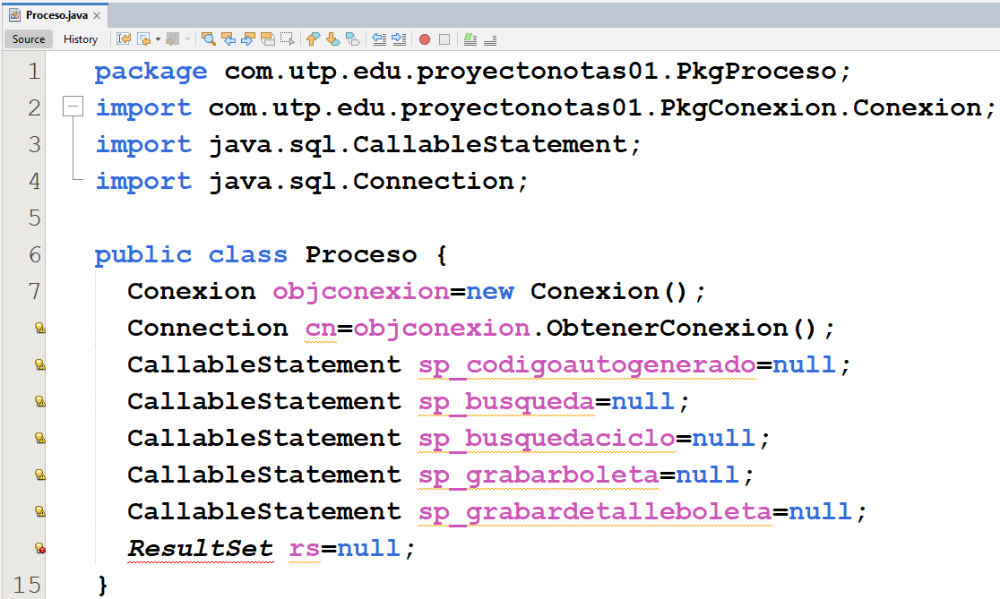 Proceso.java
Source History
1 package com.utp.edu.proyectonotas01.PkgProceso;
2 import com.utp.edu.proyectonotas01.PkgConexion.Conexion;
3 import java.sql.CallableStatement;
4 import java.sql.Connection;
5
6 public class Proceso {
7 Conexion objconexion=new Conexion();
Connection cn=objconexion.ObtenerConexion();
CallableStatement sp_codigoautogenerado=null;
CallableStatement sp_busqueda=null;
CallableStatement sp_busquedaciclo=null;
CallableStatement sp_grabarboleta=null;
CallableStatement sp_grabardetalleboleta=null;
ResultSet rs=null;
15 }